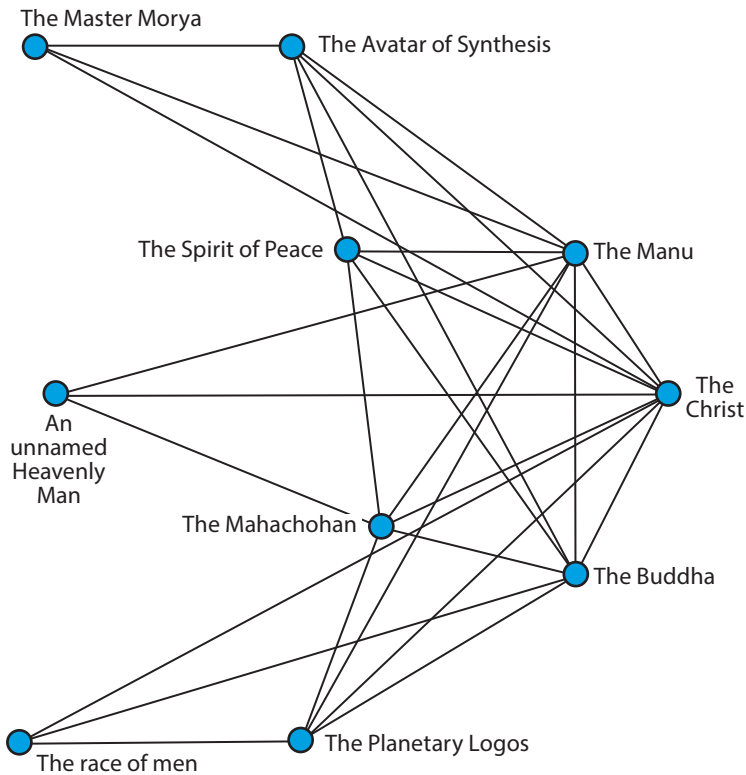 The Master Morya
The Avatar of Synthesis
The Spirit of Peace
The Manu
The
Christ
An
unnamed
Heavenly
Man
The Mahachohan
The Buddha
The Planetary Logos
The race of men